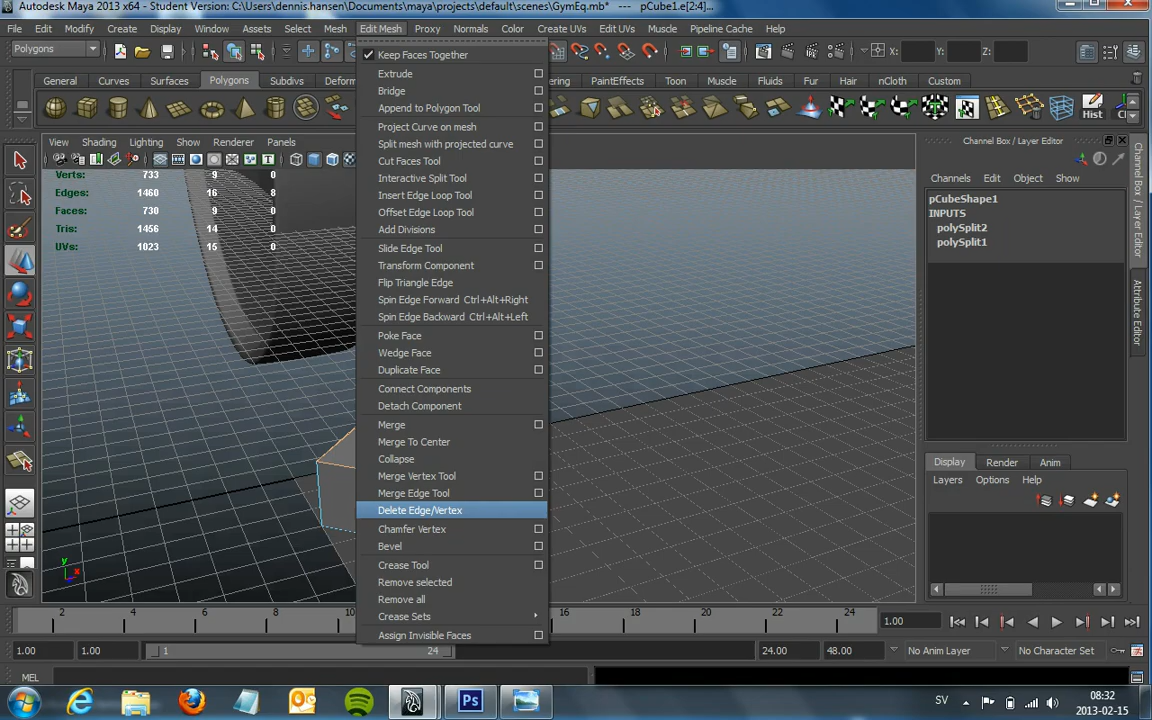 Autodesk Maya 2013 x64 - Student Version: C:\Users\dennis.hansen\Documents\maya\projects\default\scenes\GymEq.mb*  ---  pCube1.e[2:4]...
File Edit Modify Create Display Window Assets Select Mesh Edit Mesh Proxy Normals Color Create UVs Edit UVs Muscle Pipeline Cache Help
Polygons X: Y: Z:
General Curves Surfaces Polygons Subdivs Deform PaintEffects Toon Muscle Fluids Fur Hair nCloth Custom
Hist
View Shading Lighting Show Renderer Panels
Verts: 733 9 0
Edges: 1460 16 8
Faces: 730 9 0
Tris: 1456 14 0
UVs: 1023 15 0
Keep Faces Together
Extrude
Bridge
Append to Polygon Tool
Project Curve on mesh
Split mesh with projected curve
Cut Faces Tool
Interactive Split Tool
Insert Edge Loop Tool
Offset Edge Loop Tool
Add Divisions
Slide Edge Tool
Transform Component
Flip Triangle Edge
Spin Edge Forward Ctrl+Alt+Right
Spin Edge Backward Ctrl+Alt+Left
Poke Face
Wedge Face
Duplicate Face
Connect Components
Detach Component
Merge
Merge To Center
Collapse
Merge Vertex Tool
Merge Edge Tool
Delete Edge/Vertex
Chamfer Vertex
Bevel
Crease Tool
Remove selected
Remove all
Crease Sets
Assign Invisible Faces
Channel Box / Layer Editor
Channels Edit Object Show
pCubeShape1
INPUTS
polySplit2
polySplit1
Display Render Anim
Layers Options Help
Channel Box / Layer Editor
Attribute Editor
y x
2 4 6 8 10 14 16 18 20 22 24 1.00
1.00 1.00 1 24 24.00 48.00 No Anim Layer No Character Set
MEL
Ps SV 08:32
2013-02-15